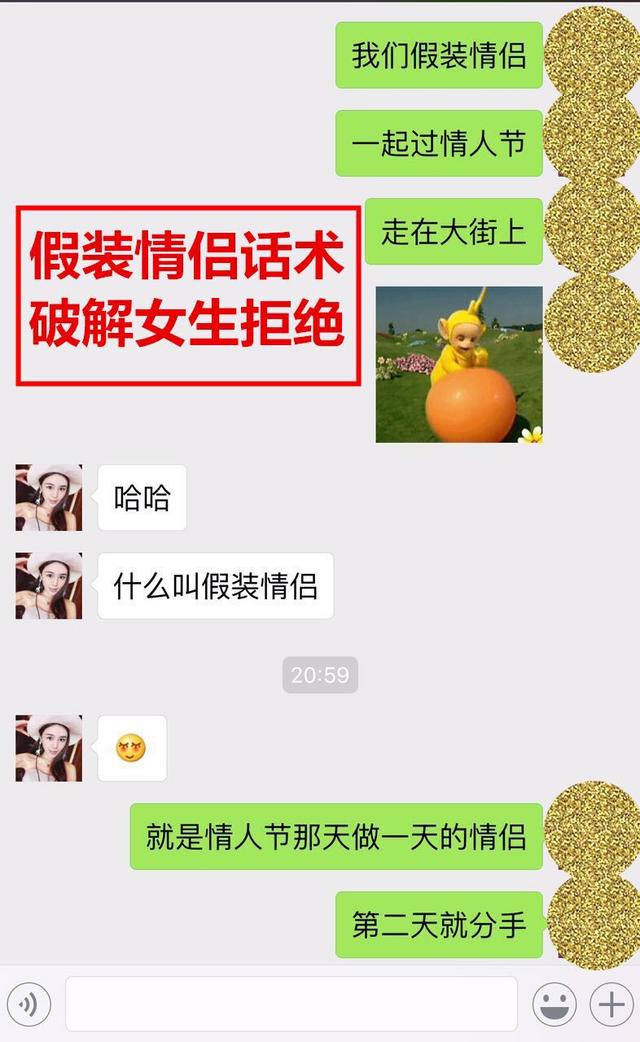 我们假装情侣
一起过情人节
走在大街上
假装情侣话术
破解女生拒绝
哈哈
什么叫假装情侣
20:59
就是情人节那天做一天的情侣
第二天就分手